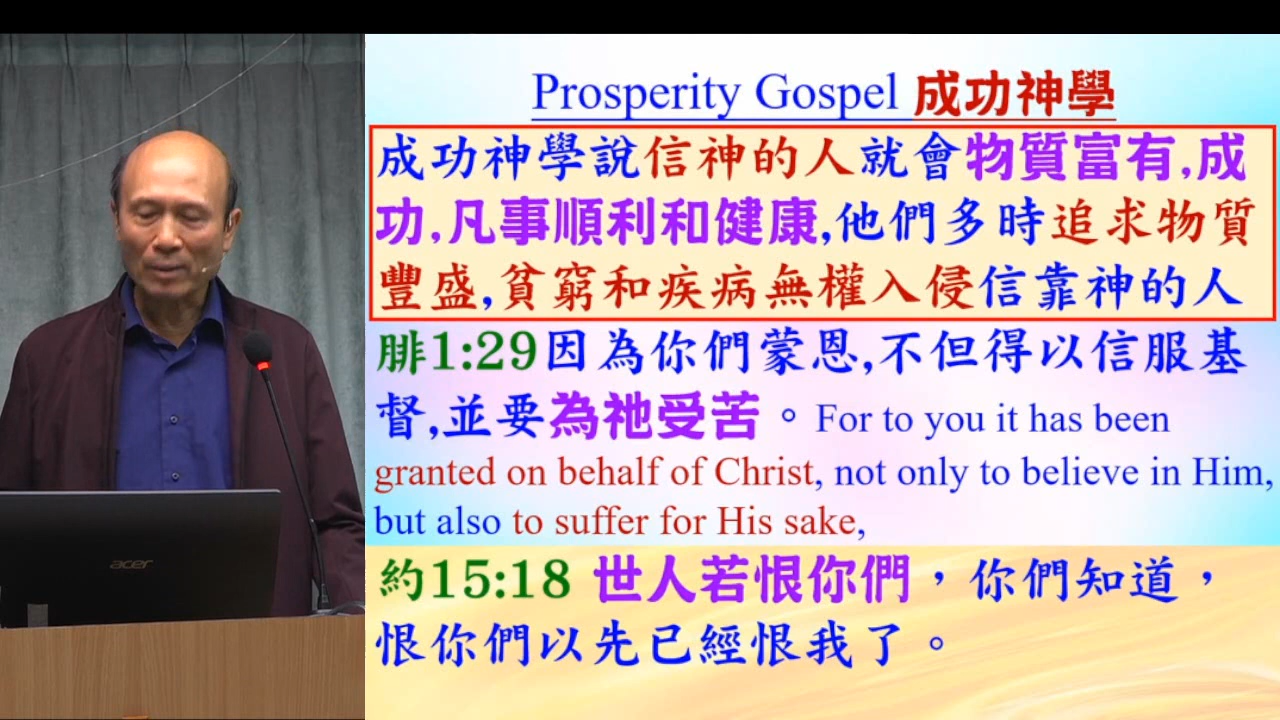 Prosperity Gospel 成功神學
成功神學說信神的人就會物質富有,成
功,凡事順利和健康,他們多時追求物質
豐盛,貧窮和疾病無權入侵信靠神的人
腓1:29因為你們蒙恩,不但得以信服基
督,並要為祂受苦。For to you it has been
granted on behalf of Christ, not only to believe in Him,
but also to suffer for His sake,
約15:18 世人若恨你們，你們知道，
恨你們以先已經恨我了。
acer